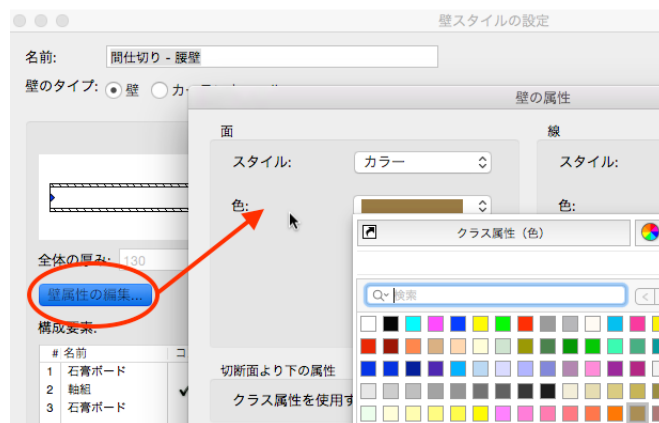 壁スタイルの設定
名前:
間仕切り - 腰壁
壁のタイプ:
壁
壁の属性
面
線
スタイル:
カラー
スタイル:
色:
色:
クラス属性（色）
全体の厚み:
130
検索
壁属性の編集...
構成要素:
# 名前
コ
1 石膏ボード
2 軸組
3 石膏ボード
切断面より下の属性
クラス属性を使用す